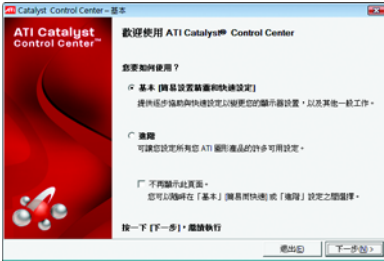 Catalyst Control Center – 基本
ATI Catalyst
Control Center™
歡迎使用 ATI Catalyst® Control Center
您要如何使用？
基本 [簡易設置精靈和快速設定]
提供逐步協助與快速設定以變更您的顯示器設置，以及其他一般工作。
進階
可讓您設定所有您 ATI 圖形產品的許多可用設定。
不再顯示此頁面。
您可以隨時在「基本」[簡易而快速] 或「進階」設定之間選擇。
按一下 [下一步]，繼續執行
退出(E)
下一步(N) >